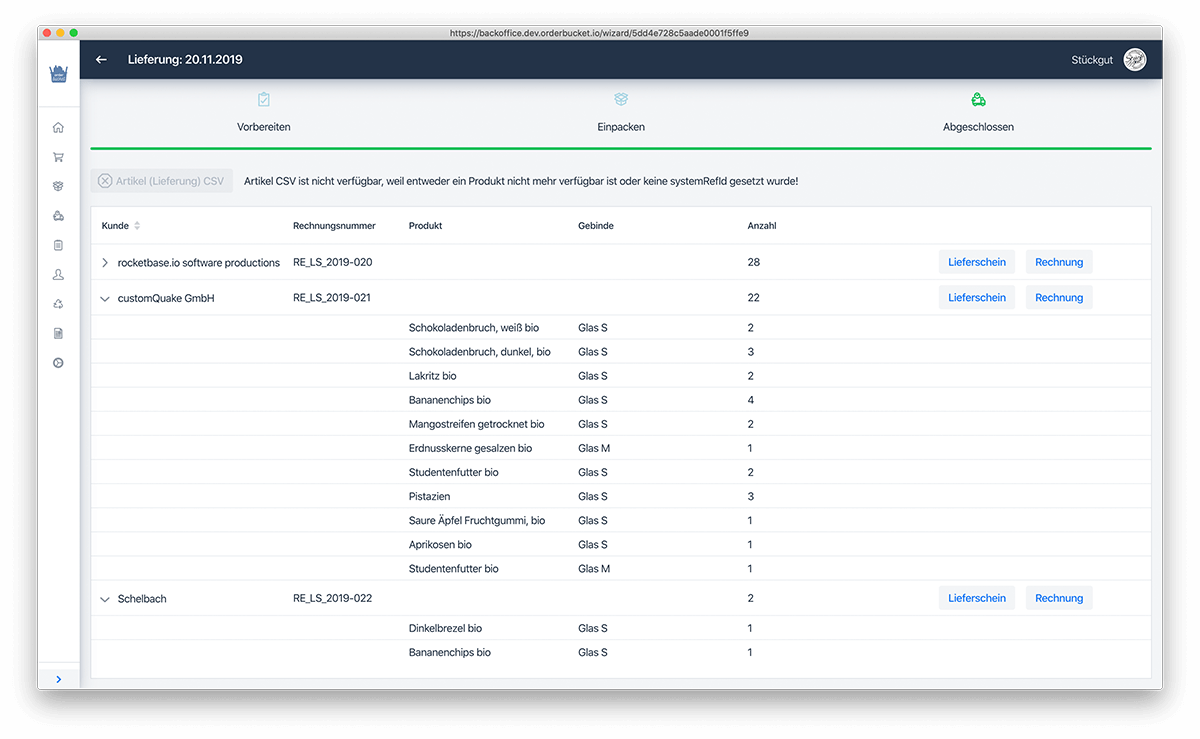 https://backoffice.dev.orderbucket.io/wizard/5dd4e728c5aade0001f5ffe9
Lieferung: 20.11.2019 Stückgut
Vorbereiten Einpacken Abgeschlossen
Artikel (Lieferung) CSV Artikel CSV ist nicht verfügbar, weil entweder ein Produkt nicht mehr verfügbar ist oder keine systemRefId gesetzt wurde!
Kunde Rechnungsnummer Produkt Gebinde Anzahl
rocketbase.io software productions RE_LS_2019-020 28 Lieferschein Rechnung
customQuake GmbH RE_LS_2019-021 22 Lieferschein Rechnung
Schokoladenbruch, weiß bio Glas S 2
Schokoladenbruch, dunkel, bio Glas S 3
Lakritz bio Glas S 2
Bananenchips bio Glas S 4
Mangostreifen getrocknet bio Glas S 2
Erdnusskerne gesalzen bio Glas M 1
Studentenfutter bio Glas S 2
Pistazien Glas S 3
Saure Äpfel Fruchtgummi, bio Glas S 1
Aprikosen bio Glas S 1
Studentenfutter bio Glas M 1
Schelbach RE_LS_2019-022 2 Lieferschein Rechnung
Dinkelbrezel bio Glas S 1
Bananenchips bio Glas S 1